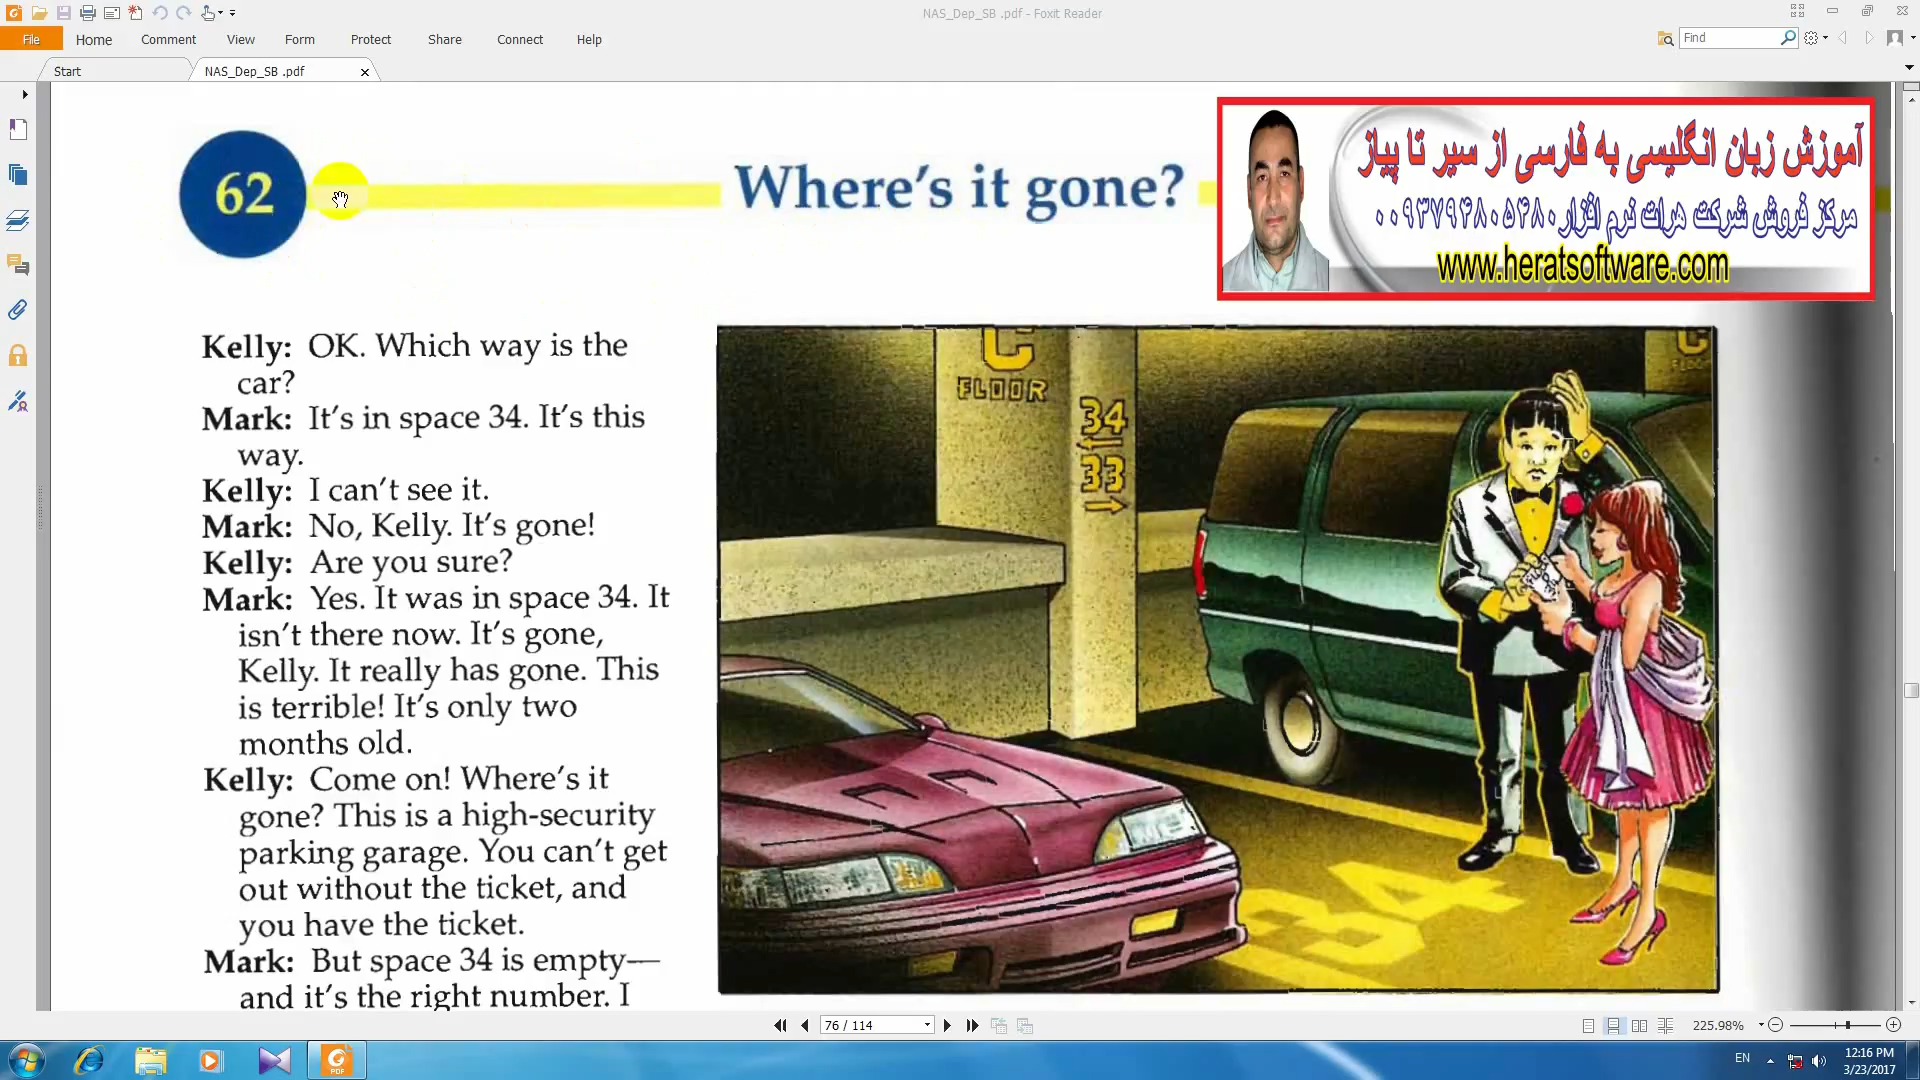 NAS_Dep_SB .pdf - Foxit Reader
File Home Comment View Form Protect Share Connect Help
Find
Start
NAS_Dep_SB .pdf
62
Where's it gone?
آموزش زبان انگلیسی به فارسی از سیر تا پیاز
مرکز فروش شرکت هرات نرم افزار ۰۰۹۳۷۹۴۸۰۵۴۸۰
www.heratsoftware.com
Kelly: OK. Which way is the
car?
Mark: It's in space 34. It's this
way.
Kelly: I can't see it.
Mark: No, Kelly. It's gone!
Kelly: Are you sure?
Mark: Yes. It was in space 34. It
isn't there now. It's gone,
Kelly. It really has gone. This
is terrible! It's only two
months old.
Kelly: Come on! Where's it
gone? This is a high-security
parking garage. You can't get
out without the ticket, and
you have the ticket.
Mark: But space 34 is empty—
and it's the right number. I
C
FLOOR
34
33
C
34
76 / 114
225.98%
PDF
EN
12:16 PM
3/23/2017